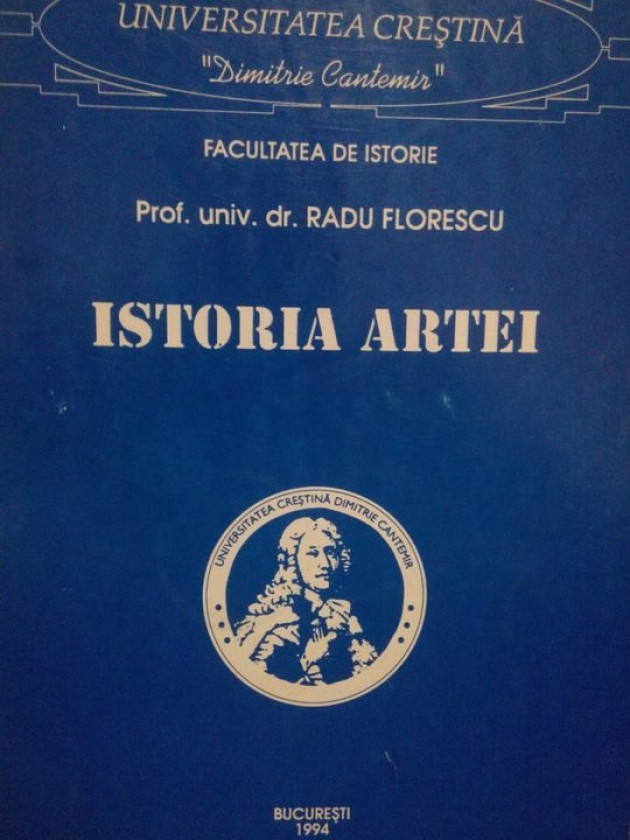 UNIVERSITATEA CREŞTINĂ
"Dimitrie Cantemir"
FACULTATEA DE ISTORIE
Prof. univ. dr. RADU FLORESCU
ISTORIA ARTEI
UNIVERSITATEA CREŞTINĂ DIMITRIE CANTEMIR
BUCUREŞTI
1994